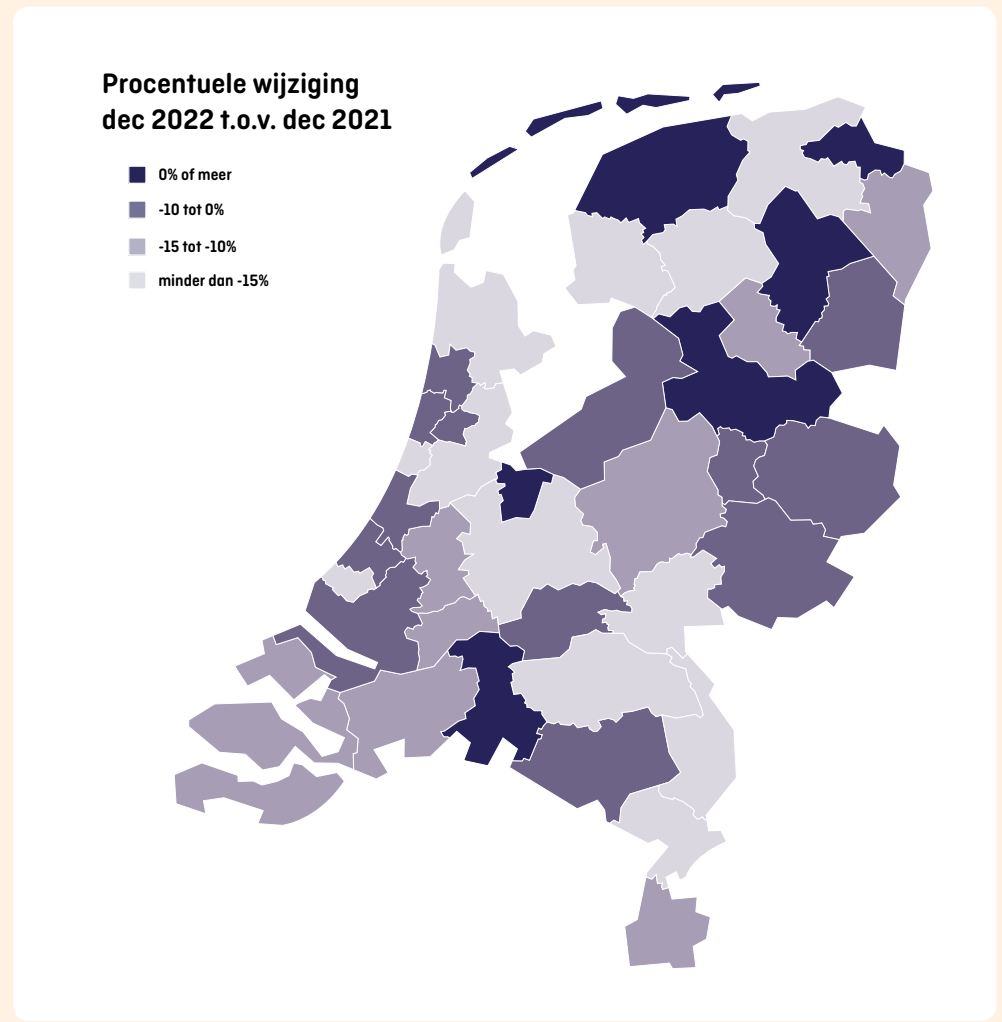 Procentuele wijziging
dec 2022 t.o.v. dec 2021
0% of meer
-10 tot 0%
-15 tot -10%
minder dan -15%